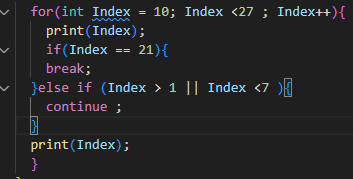 for(int Index = 10; Index <27 ; Index++){
print(Index);
if(Index == 21){
break;
}else if (Index > 1 || Index <7 ){
continue ;
}
print(Index);
}